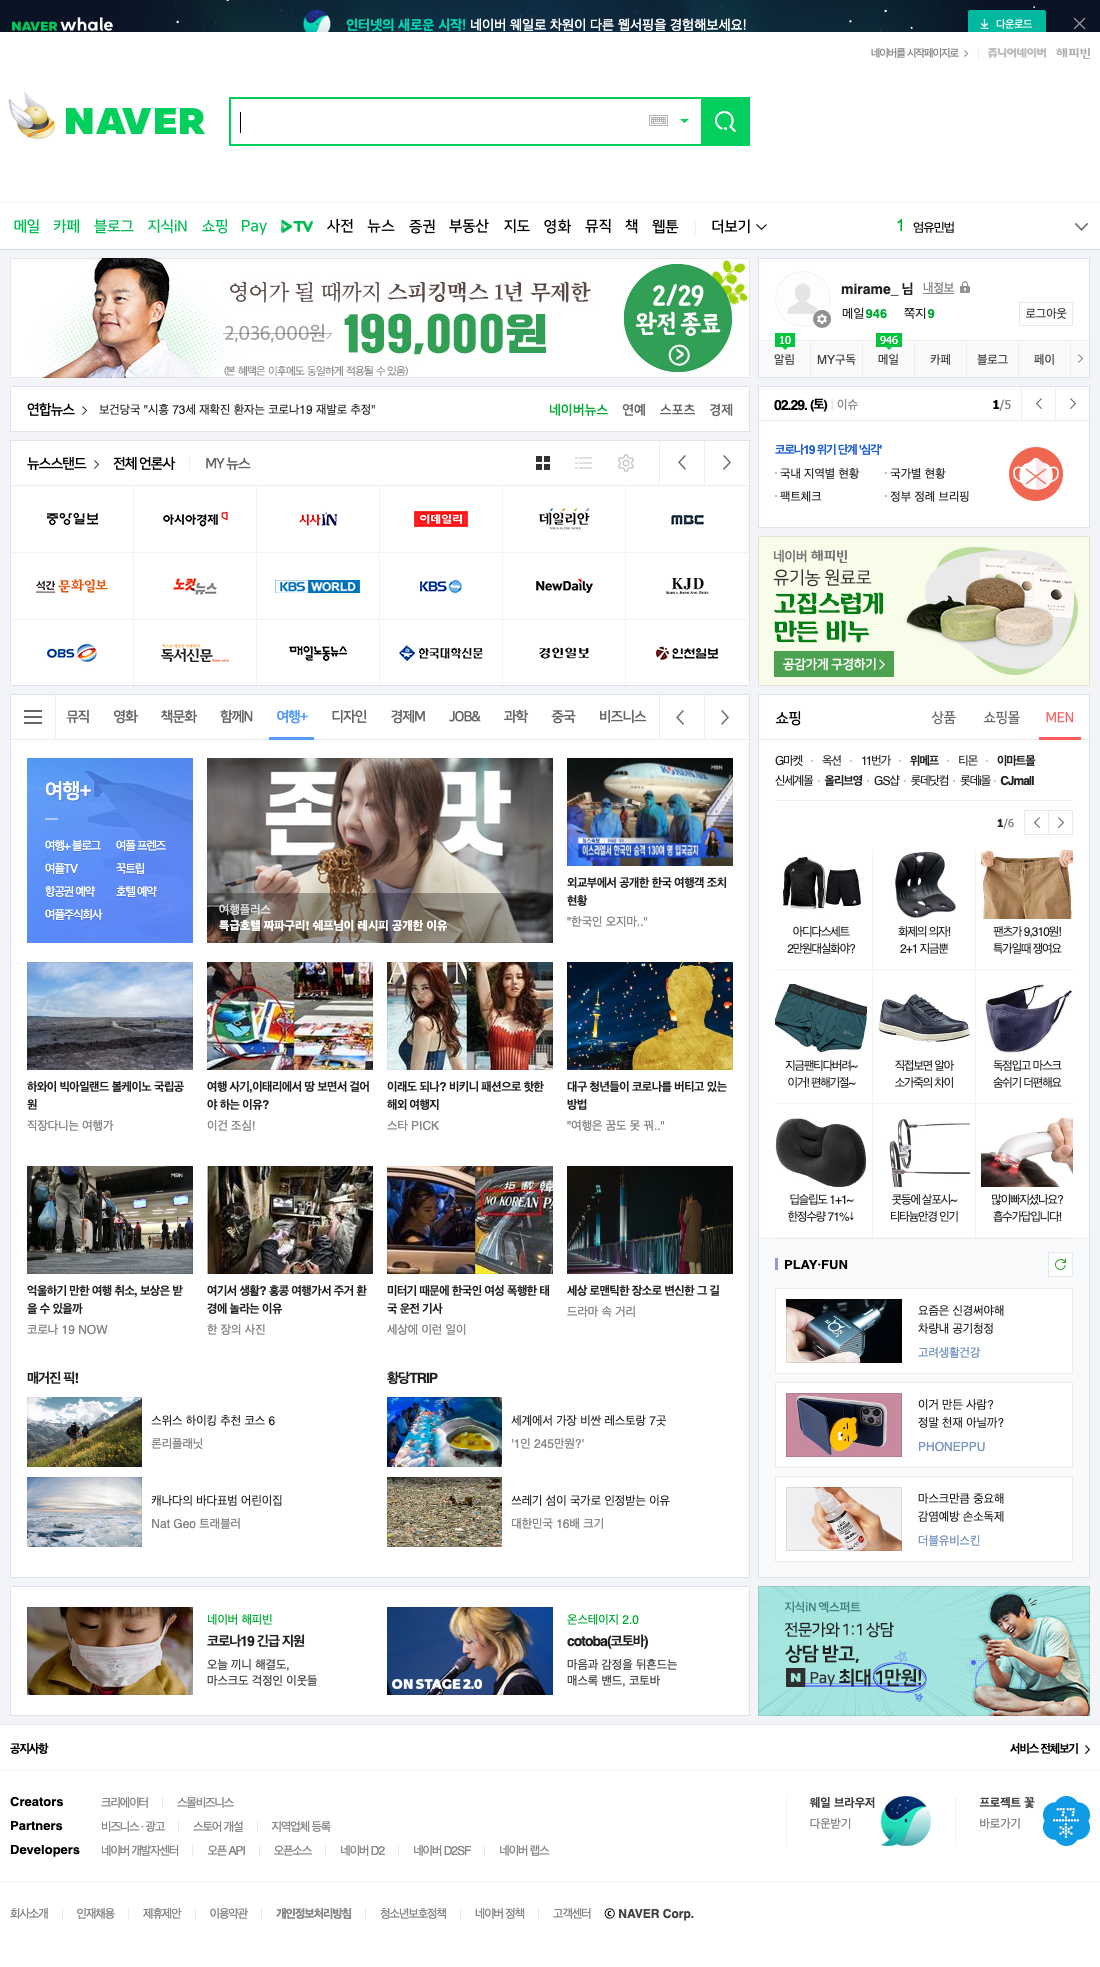 NAVER whale
인터넷의 새로운 시작! 네이버 웨일로 차원이 다른 웹서핑을 경험해보세요!
다운로드
네이버를 시작페이지로
쥬니어네이버 해피빈
NAVER
메일 카페 블로그 지식iN 쇼핑 Pay TV 사전 뉴스 증권 부동산 지도 영화 뮤직 책 웹툰 더보기
1 엄유민법
영어가 될 때까지 스피킹맥스 1년 무제한
2,036,000원
199,000원
(본 혜택은 이후에도 동일하게 적용될 수 있음)
2/29
완전 종료
mirame_ 님 내정보
메일 946 쪽지 9
로그아웃
10 946
알림 MY구독 메일 카페 블로그 페이
연합뉴스 보건당국 "시흥 73세 재확진 환자는 코로나19 재발로 추정"
네이버뉴스 연예 스포츠 경제
02.29. (토) 이슈 1/5
코로나19 위기 단계 '심각'
· 국내 지역별 현황 · 국가별 현황
· 팩트체크 · 정부 정례 브리핑
뉴스스탠드 전체 언론사 MY 뉴스
중앙일보 아시아경제 시사IN 이데일리 데일리안 MBC
석간 문화일보 노컷뉴스 KBS WORLD KBS NewDaily KJD
OBS 독서신문 매일노동뉴스 한국대학신문 경인일보 인천일보
네이버 해피빈
유기농 원료로
고집스럽게
만든 비누
공감가게 구경하기
뮤직 영화 책문화 함께N 여행+ 디자인 경제M JOB& 과학 중국 비즈니스
여행+
여행+ 블로그 여플 프렌즈
여플TV 꾹트립
항공권 예약 호텔 예약
여플주식회사
존 맛
여행플러스
특급호텔 짜파구리! 쉐프님이 레시피 공개한 이유
KOREAN AIR
MBN
이스라엘서 한국인 승객 130여 명 입국금지
외교부에서 공개한 한국 여행객 조치 현황
"한국인 오지마.."
하와이 빅아일랜드 볼케이노 국립공원
직장다니는 여행가
여행 사기,이태리에서 땅 보면서 걸어야 하는 이유?
이건 조심!
이래도 되나? 비키니 패션으로 핫한 해외 여행지
스타 PICK
대구 청년들이 코로나를 버티고 있는 방법
"여행은 꿈도 못 꿔.."
MBN
억울하기 만한 여행 취소, 보상은 받을 수 있을까
코로나 19 NOW
여기서 생활? 홍콩 여행가서 주거 환경에 놀라는 이유
한 장의 사진
NO KOREAN
미터기 때문에 한국인 여성 폭행한 태국 운전 기사
세상에 이런 일이
세상 로맨틱한 장소로 변신한 그 길
드라마 속 거리
매거진 픽!
스위스 하이킹 추천 코스 6
론리플래닛
캐나다의 바다표범 어린이집
Nat Geo 트래블러
황당TRIP
세계에서 가장 비싼 레스토랑 7곳
'1인 245만원?'
쓰레기 섬이 국가로 인정받는 이유
대한민국 16배 크기
쇼핑 상품 쇼핑몰 MEN
G마켓 · 옥션 · 11번가 · 위메프 · 티몬 · 이마트몰
신세계몰 · 올리브영 · GS샵 · 롯데닷컴 · 롯데몰 · CJmall
1/6
아디다스세트
2만원대실화야?
화제의 의자!
2+1 지금뿐
팬츠가 9,310원!
특가일때 쟁여요
지금팬티다버려~
이거! 편해기절~
직접보면 알아
소가죽의 차이
독점입고 마스크
숨쉬기 더편해요
딥슬립도 1+1~
한정수량 71%↓
콧등에 살포시~
티타늄안경 인기
많이빠지셨나요?
흡수가답입니다!
PLAY·FUN
요즘은 신경써야해
차량내 공기청정
고려생활건강
이거 만든 사람?
정말 천재 아닐까?
PHONEPPU
마스크만큼 중요해
감염예방 손소독제
더블유비스킨
네이버 해피빈
코로나19 긴급 지원
오늘 끼니 해결도,
마스크도 걱정인 이웃들
ON STAGE 2.0
온스테이지 2.0
cotoba(코토바)
마음과 감정을 뒤흔드는
매스록 밴드, 코토바
지식iN 엑스퍼트
전문가와 1:1 상담
상담 받고,
N Pay 최대 1만원!
공지사항 서비스 전체보기
Creators 크리에이터 스몰비즈니스
Partners 비즈니스 · 광고 스토어 개설 지역업체 등록
Developers 네이버 개발자센터 오픈 API 오픈소스 네이버 D2 네이버 D2SF 네이버 랩스
웨일 브라우저
다운받기
프로젝트 꽃
바로가기
회사소개 인재채용 제휴제안 이용약관 개인정보처리방침 청소년보호정책 네이버 정책 고객센터 © NAVER Corp.